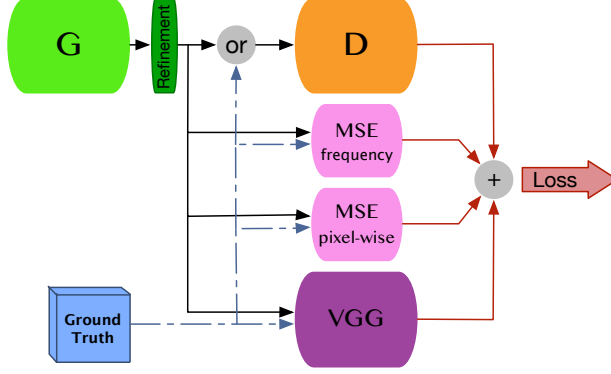 G
Refinement
or
D
MSE
frequency
+
Loss
MSE
pixel-wise
Ground
Truth
VGG